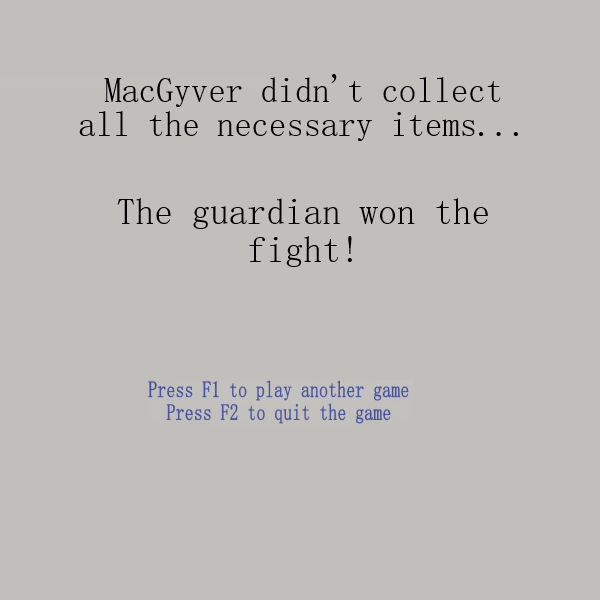 MacGyver didn't collect
all the necessary items...
The guardian won the
fight!
Press F1 to play another game
Press F2 to quit the game